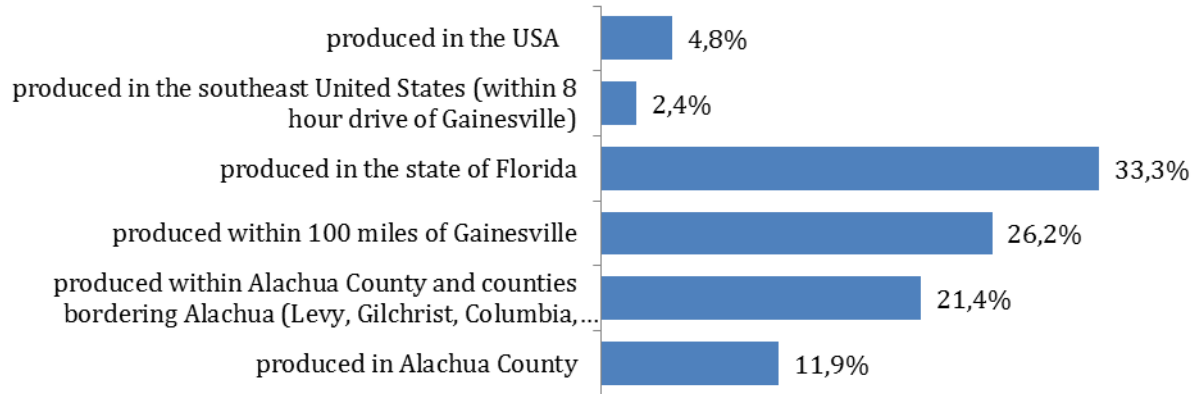 produced in the USA 4,8%
produced in the southeast United States (within 8
hour drive of Gainesville) 2,4%
produced in the state of Florida 33,3%
produced within 100 miles of Gainesville 26,2%
produced within Alachua County and counties
bordering Alachua (Levy, Gilchrist, Columbia,... 21,4%
produced in Alachua County 11,9%